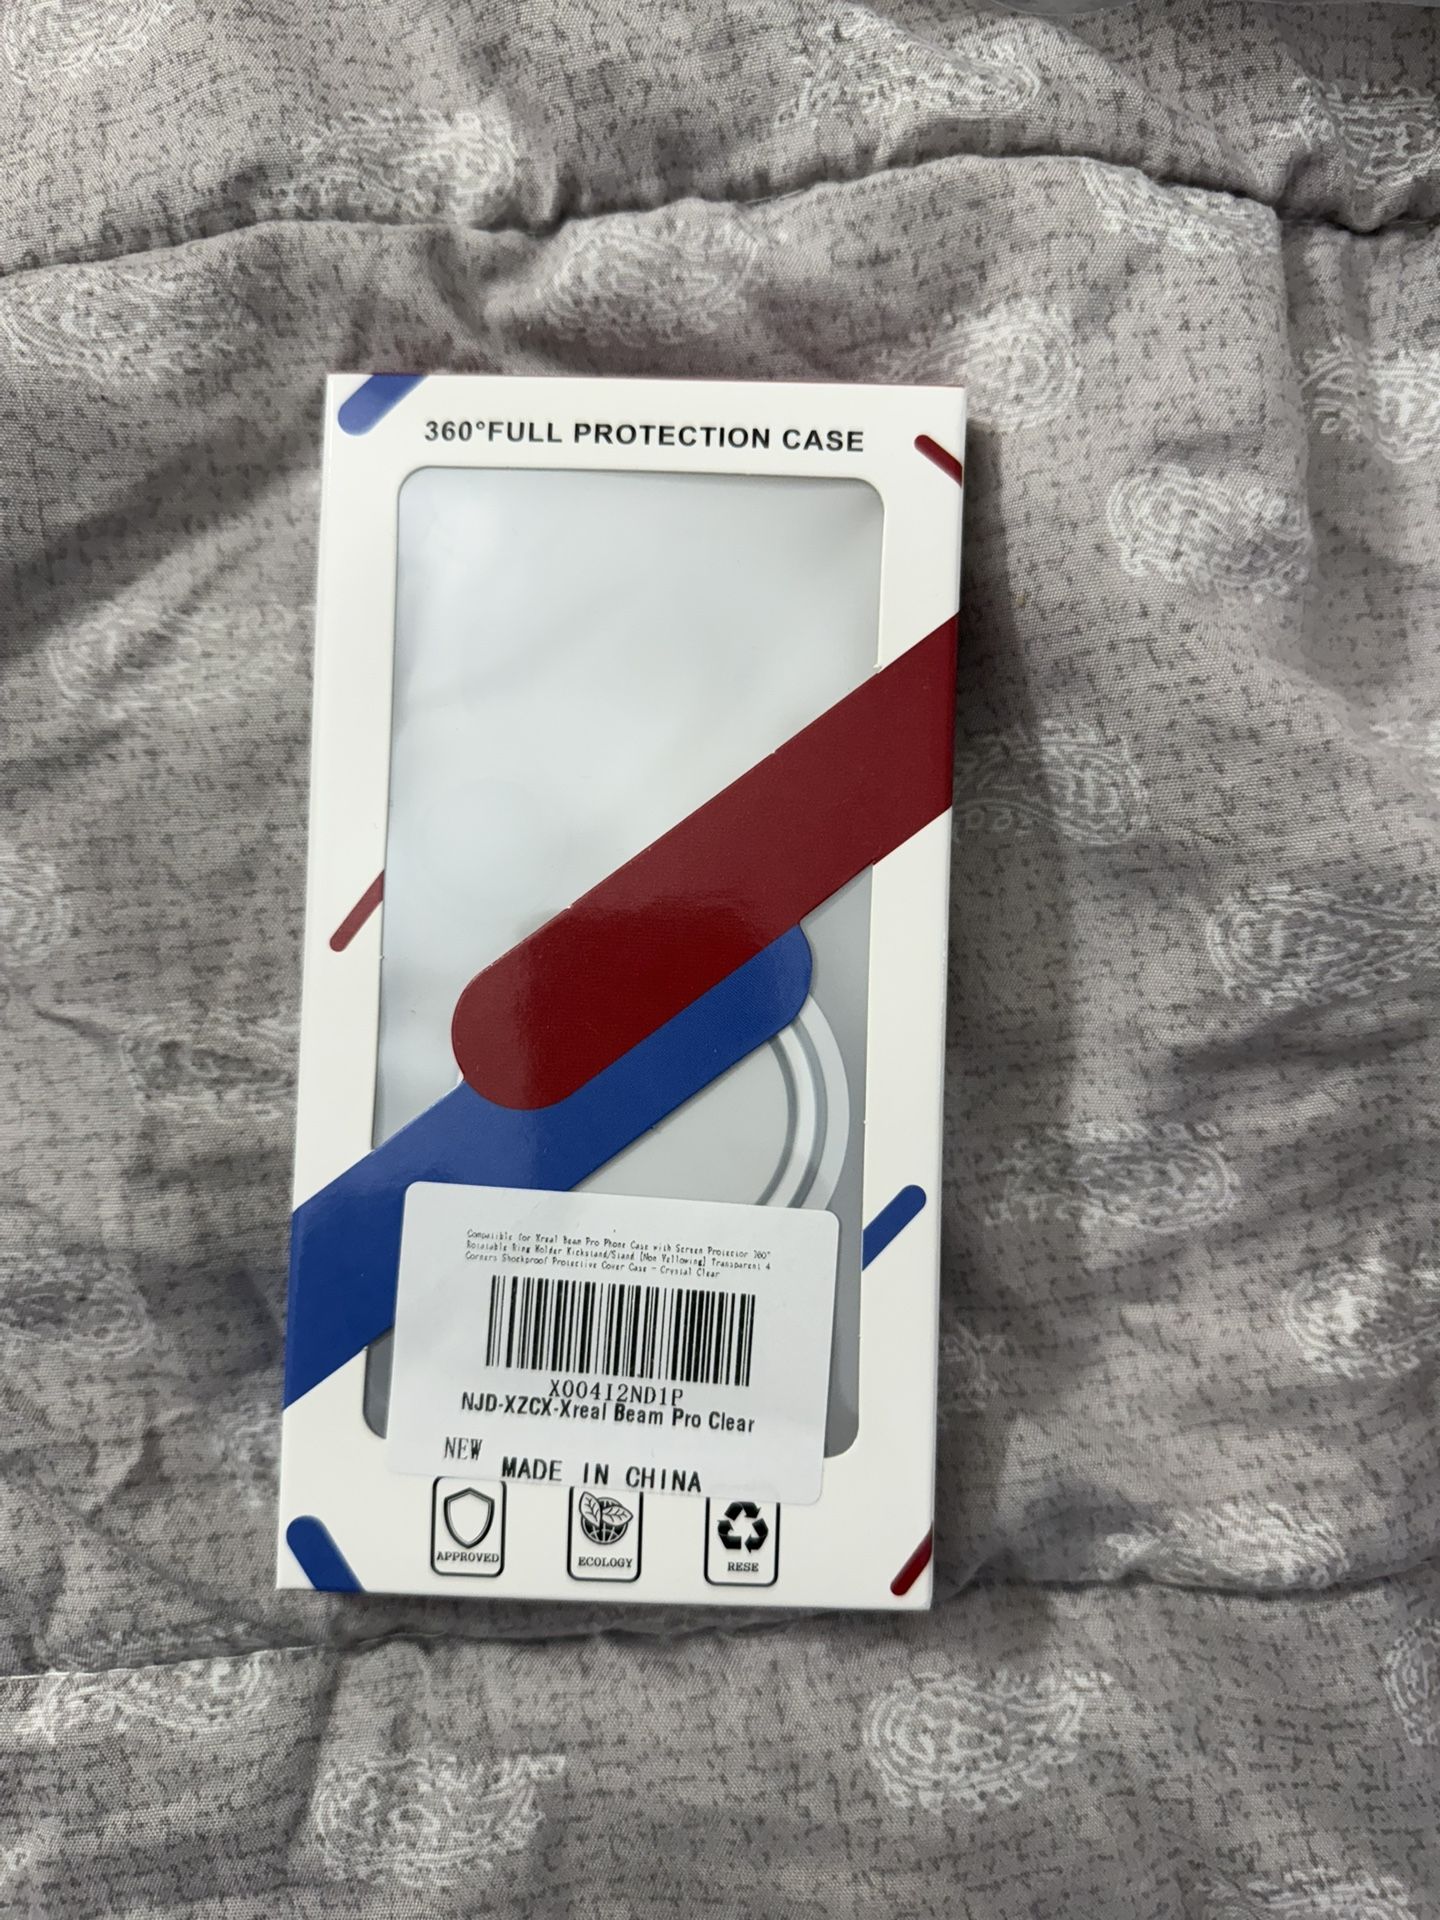 360°FULL PROTECTION CASE
Compatible for Xreal Beam Pro Phone Case with Screen Protector 360°
Rotatable Ring Holder Kickstand/Stand [Non Yellowing] Transparent 4
Corners Shockproof Protective Cover Case - Crystal Clear
X004I2ND1P
NJD-XZCX-Xreal Beam Pro Clear
NEW
MADE IN CHINA
APPROVED
ECOLOGY
RESE